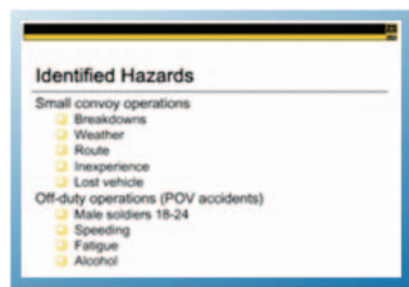 Identified Hazards
Small convoy operations
Breakdowns
Weather
Route
Inexperience
Lost vehicle
Off-duty operations (POV accidents)
Male soldiers 18-24
Speeding
Fatigue
Alcohol